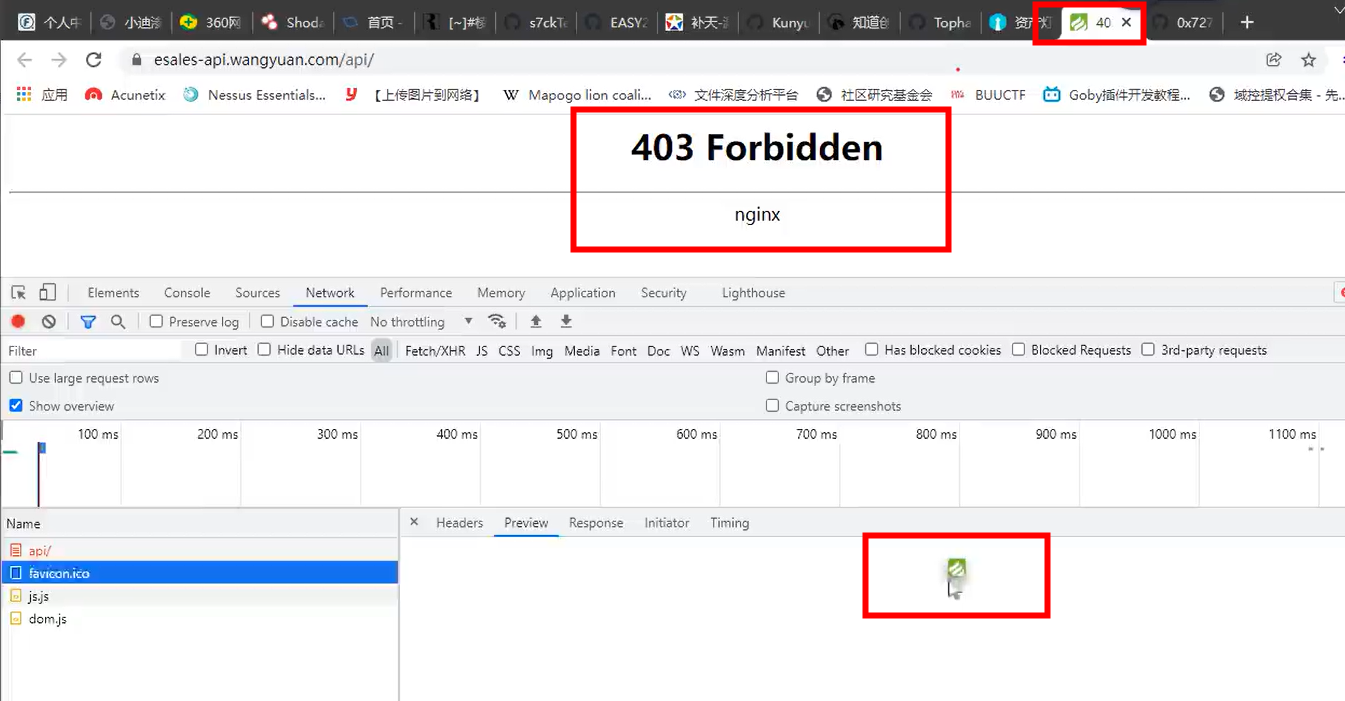 个人中 小迪渗 360网 Shoda 首页 - [~]#棱 s7ckTe EASY2 补天-漏 Kunyu 知道创 Topha 资产灯 40 0x727
esales-api.wangyuan.com/api/
应用 Acunetix Nessus Essentials... 【上传图片到网络】 W Mapogo lion coali... 文件深度分析平台 社区研究基金会 BUUCTF Goby插件开发教程... 域控提权合集 - 先...
403 Forbidden
nginx
Elements Console Sources Network Performance Memory Application Security Lighthouse
Preserve log Disable cache No throttling
Filter Invert Hide data URLs All Fetch/XHR JS CSS Img Media Font Doc WS Wasm Manifest Other Has blocked cookies Blocked Requests 3rd-party requests
Use large request rows Group by frame
Show overview Capture screenshots
100 ms 200 ms 300 ms 400 ms 500 ms 600 ms 700 ms 800 ms 900 ms 1000 ms 1100 ms
Name Headers Preview Response Initiator Timing
api/
favicon.ico
js.js
dom.js